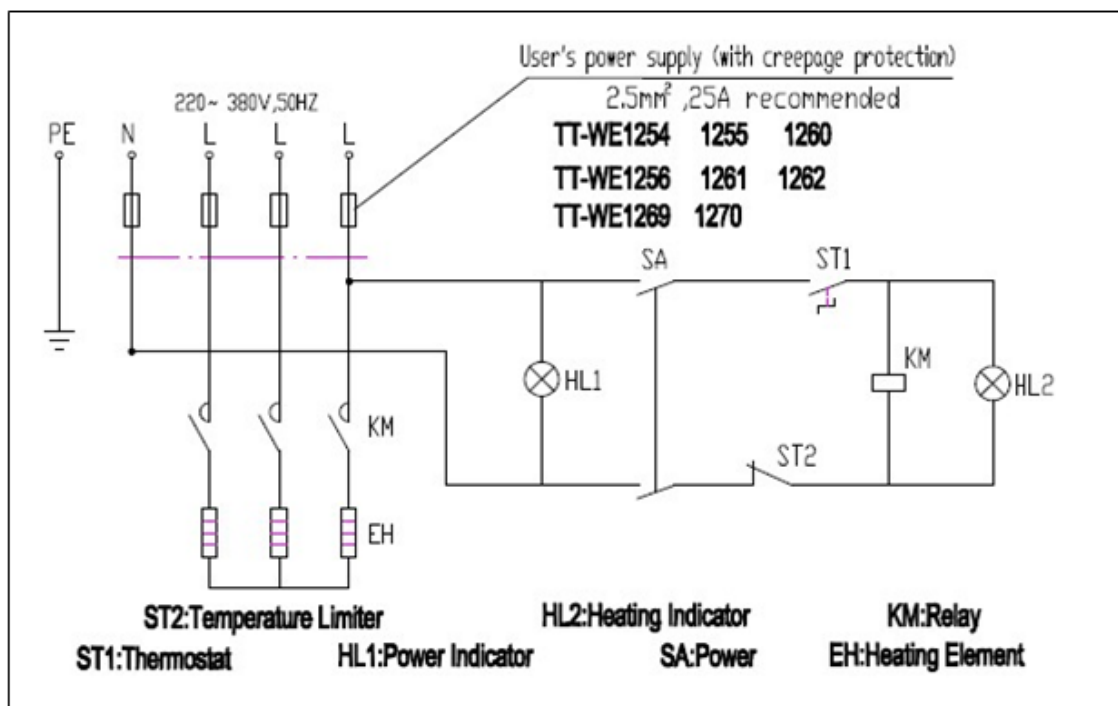 User's power supply (with creepage protection)
2.5mm² ,25A recommended
220~ 380V,50HZ
PE N L L L
TT-WE1254 1255 1260
TT-WE1256 1261 1262
TT-WE1269 1270
SA ST1
HL1 KM HL2
KM
ST2
EH
ST2:Temperature Limiter HL2:Heating Indicator KM:Relay
ST1:Thermostat HL1:Power Indicator SA:Power EH:Heating Element